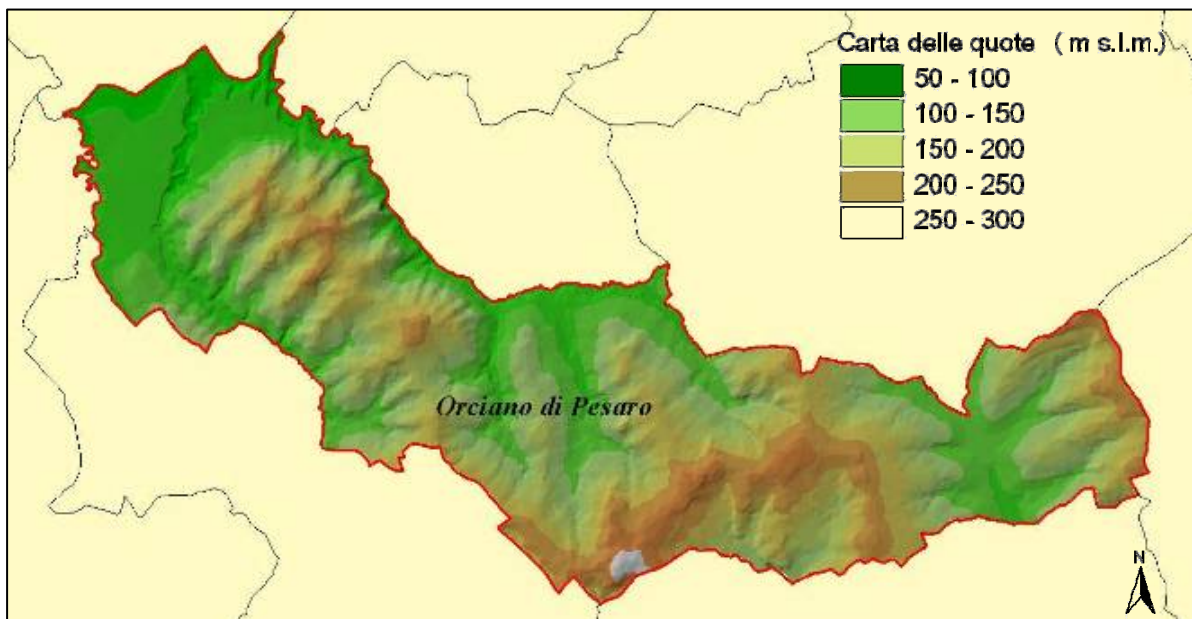 Carta delle quote ( m s.l.m.)
50 - 100
100 - 150
150 - 200
200 - 250
250 - 300
Orciano di Pesaro
N